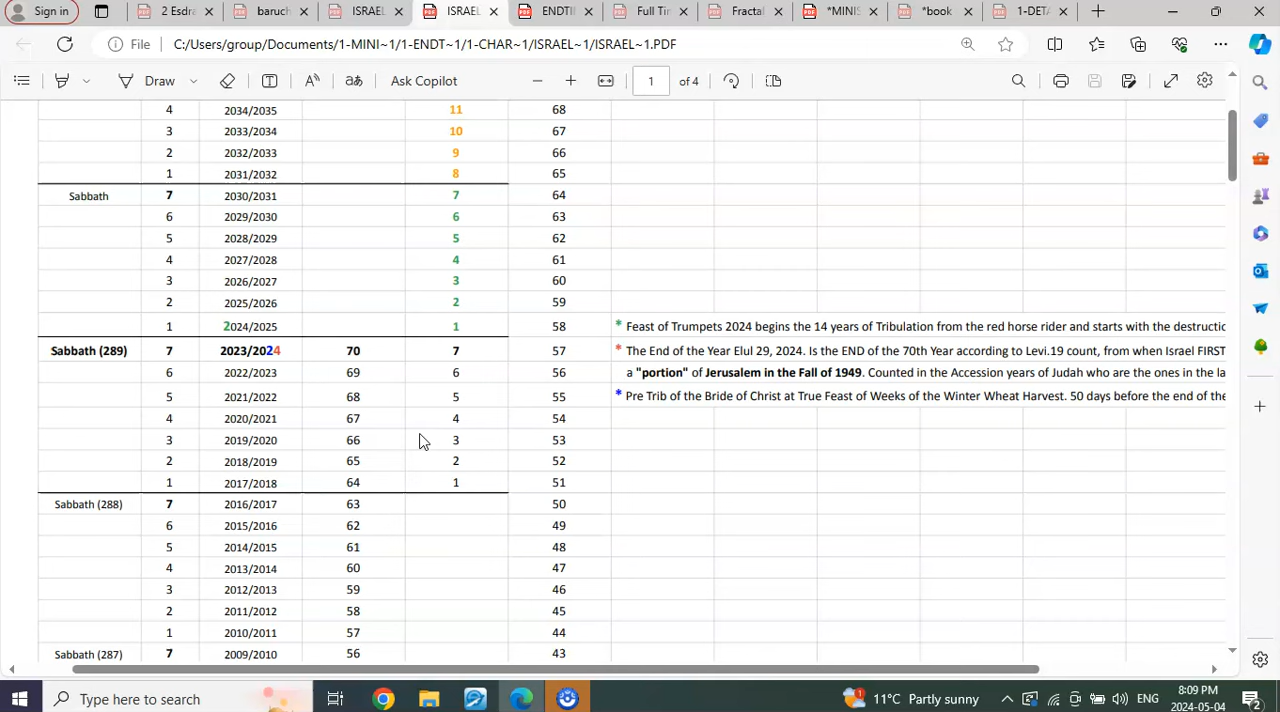 Sign in
2 Esdra
baruch
ISRAEL
ISRAEL
ENDTII
Full Tir
Fractal
*MINIS
*book
1-DETA
File
C:/Users/group/Documents/1-MINI~1/1-ENDT~1/1-CHAR~1/ISRAEL~1/ISRAEL~1.PDF
Draw
Ask Copilot
1 of 4
4 2034/2035 11 68
3 2033/2034 10 67
2 2032/2033 9 66
1 2031/2032 8 65
Sabbath 7 2030/2031 7 64
6 2029/2030 6 63
5 2028/2029 5 62
4 2027/2028 4 61
3 2026/2027 3 60
2 2025/2026 2 59
1 2024/2025 1 58 * Feast of Trumpets 2024 begins the 14 years of Tribulation from the red horse rider and starts with the destructio
Sabbath (289) 7 2023/2024 70 7 57 * The End of the Year Elul 29, 2024. Is the END of the 70th Year according to Levi.19 count, from when Israel FIRST
6 2022/2023 69 6 56 a "portion" of Jerusalem in the Fall of 1949. Counted in the Accession years of Judah who are the ones in the la
5 2021/2022 68 5 55 * Pre Trib of the Bride of Christ at True Feast of Weeks of the Winter Wheat Harvest. 50 days before the end of the
4 2020/2021 67 4 54
3 2019/2020 66 3 53
2 2018/2019 65 2 52
1 2017/2018 64 1 51
Sabbath (288) 7 2016/2017 63 50
6 2015/2016 62 49
5 2014/2015 61 48
4 2013/2014 60 47
3 2012/2013 59 46
2 2011/2012 58 45
1 2010/2011 57 44
Sabbath (287) 7 2009/2010 56 43
Type here to search
1
11°C Partly sunny
ENG
8:09 PM
2024-05-04
2